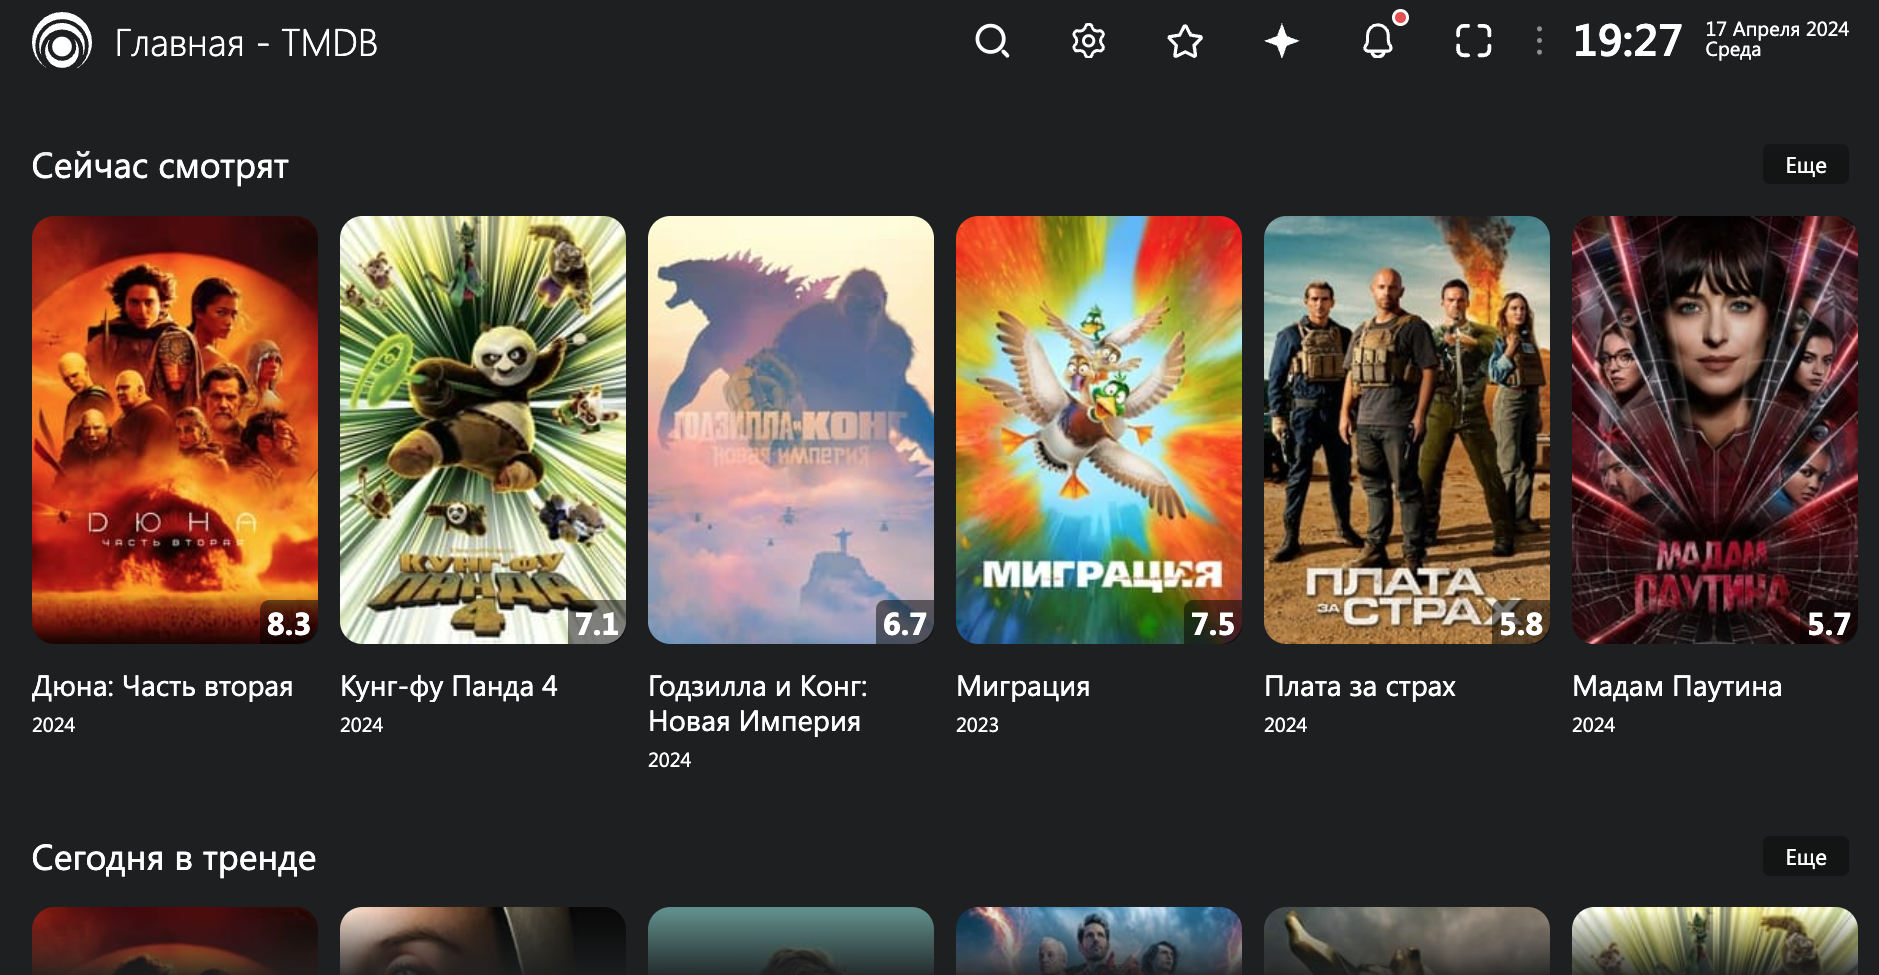 Главная - TMDB
19:27
17 Апреля 2024
Среда
Сейчас смотрят
Еще
ДЮНА
ЧАСТЬ ВТОРАЯ
8.3
КУНГ-ФУ
ПАНДА
4
7.1
ГОДЗИЛЛА И КОНГ
НОВАЯ ИМПЕРИЯ
6.7
МИГРАЦИЯ
7.5
ПЛАТА
ЗА СТРАХ
5.8
МАДАМ
ПАУТИНА
5.7
Дюна: Часть вторая
2024
Кунг-фу Панда 4
2024
Годзилла и Конг:
Новая Империя
2024
Миграция
2023
Плата за страх
2024
Мадам Паутина
2024
Сегодня в тренде
Еще